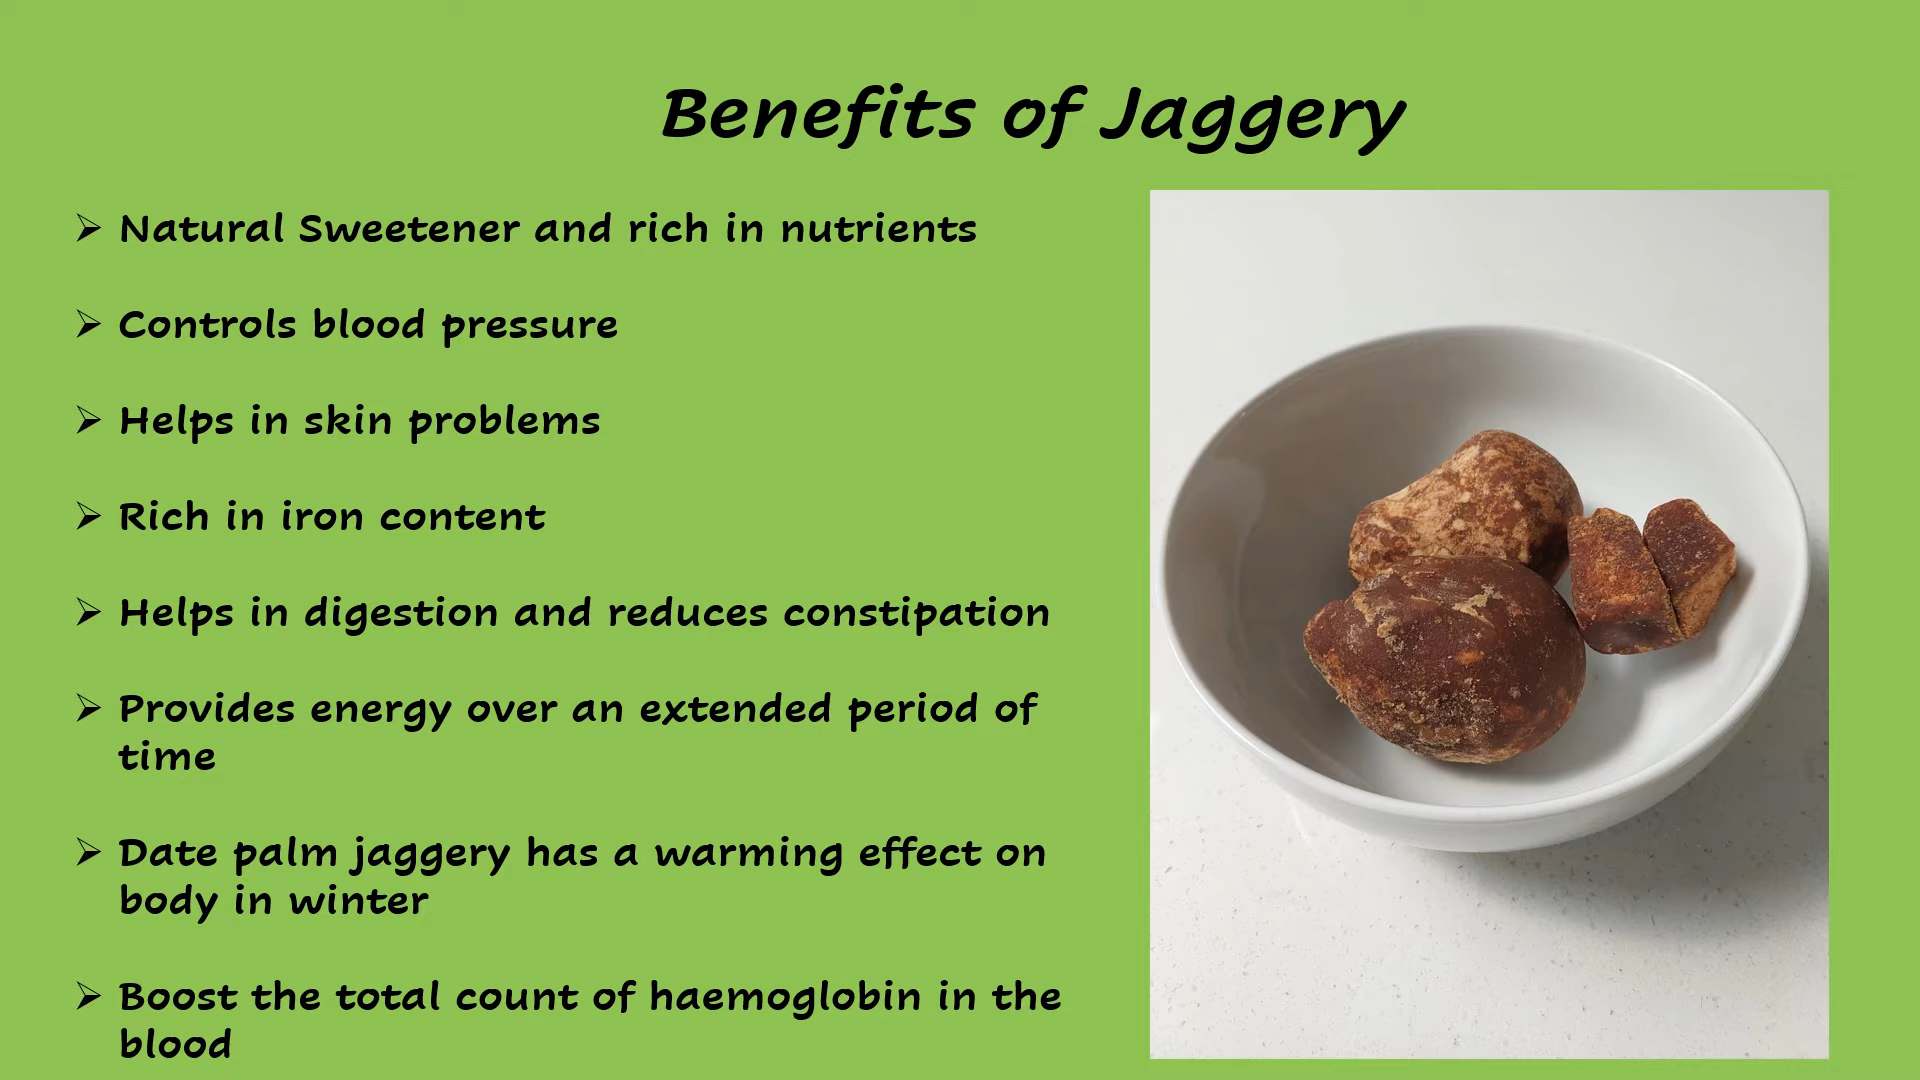 Benefits of Jaggery
➢ Natural Sweetener and rich in nutrients
➢ Controls blood pressure
➢ Helps in skin problems
➢ Rich in iron content
➢ Helps in digestion and reduces constipation
➢ Provides energy over an extended period of
time
➢ Date palm jaggery has a warming effect on
body in winter
➢ Boost the total count of haemoglobin in the
blood